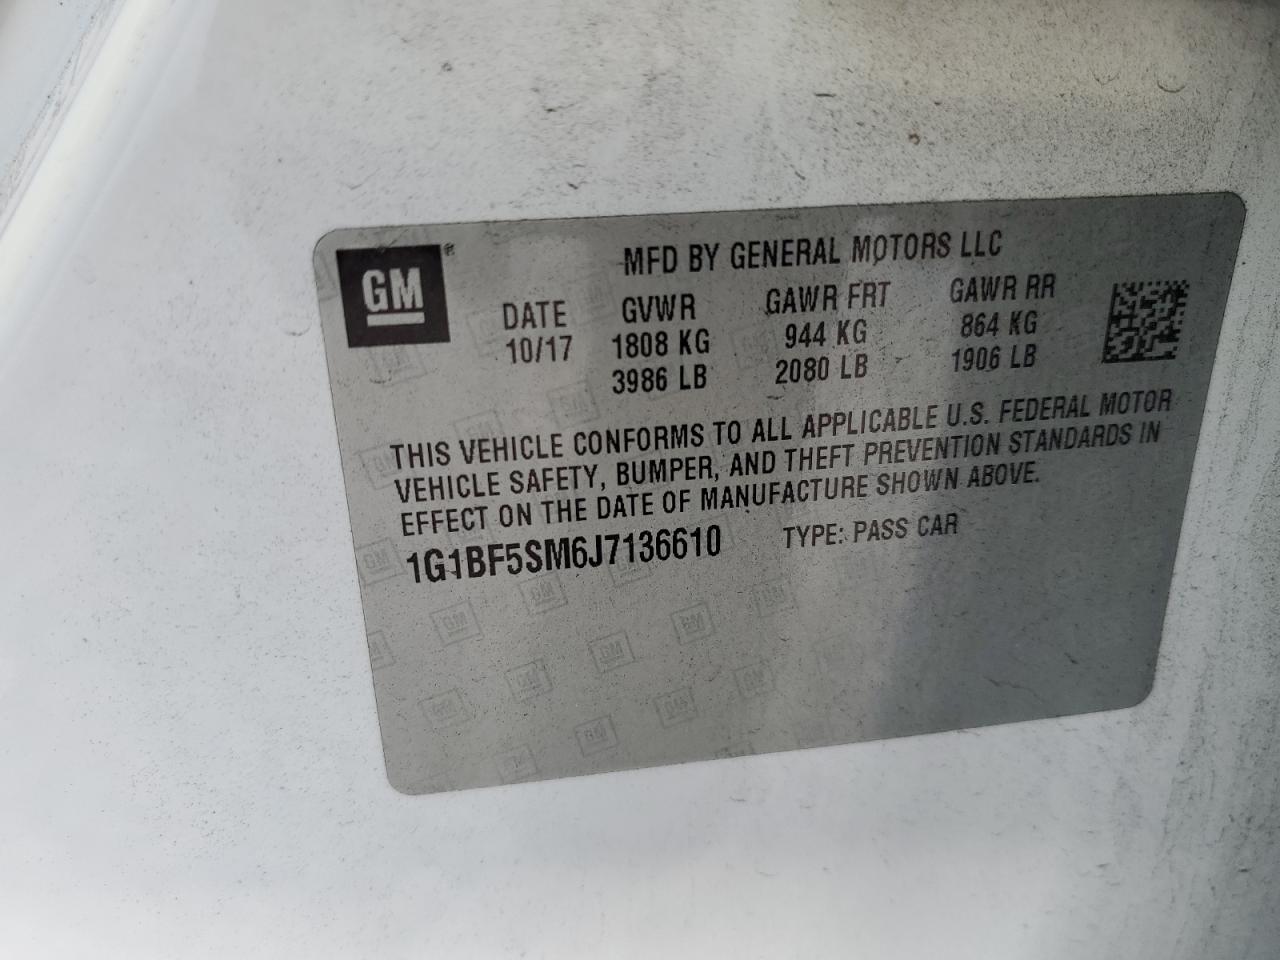 GM®
MFD BY GENERAL MOTORS LLC
DATE GVWR GAWR FRT GAWR RR
10/17 1808 KG 944 KG 864 KG
3986 LB 2080 LB 1906 LB
THIS VEHICLE CONFORMS TO ALL APPLICABLE U.S. FEDERAL MOTOR
VEHICLE SAFETY, BUMPER, AND THEFT PREVENTION STANDARDS IN
EFFECT ON THE DATE OF MANUFACTURE SHOWN ABOVE.
1G1BF5SM6J7136610 TYPE: PASS CAR